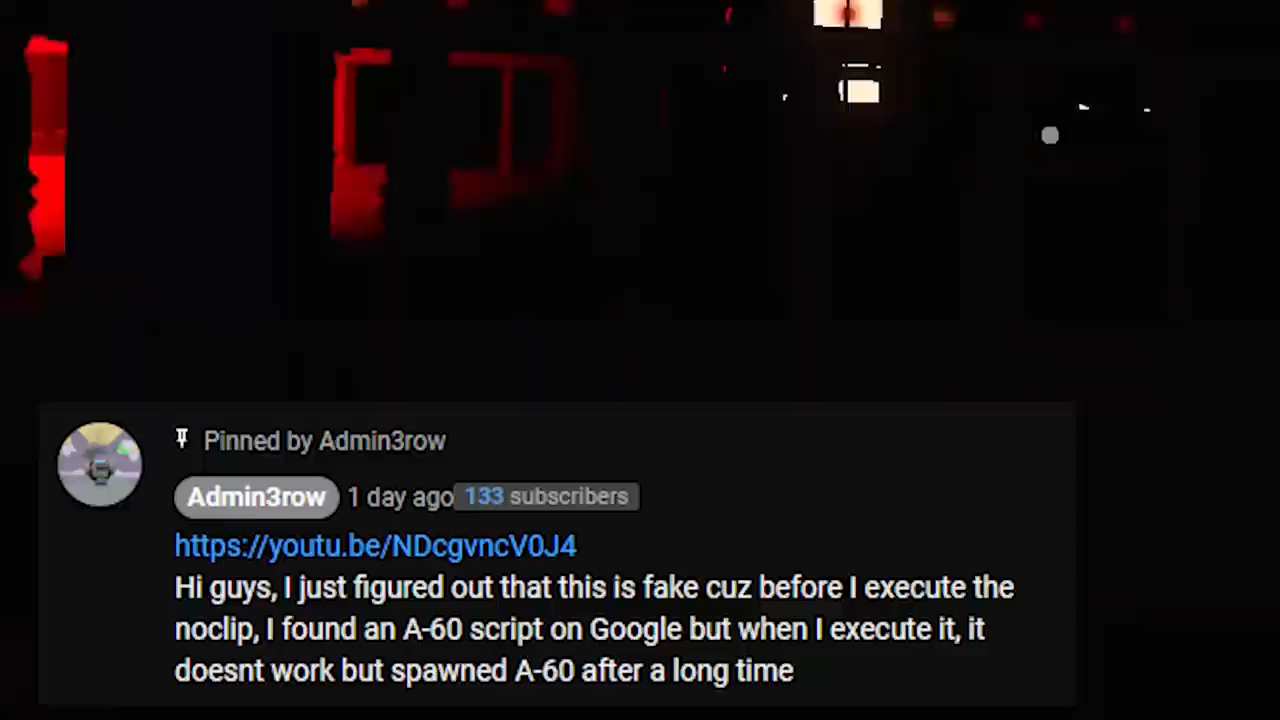 Pinned by Admin3row
Admin3row 1 day ago 133 subscribers
https://youtu.be/NDcgvncV0J4
Hi guys, I just figured out that this is fake cuz before I execute the
noclip, I found an A-60 script on Google but when I execute it, it
doesnt work but spawned A-60 after a long time